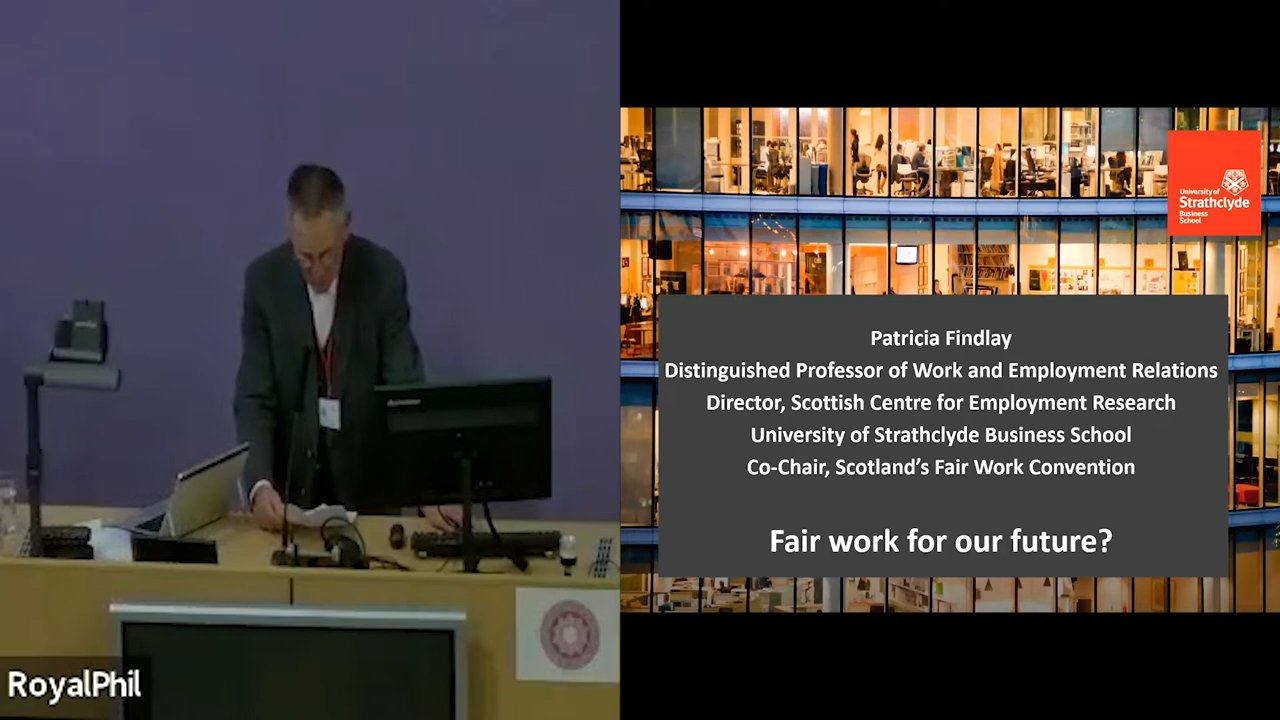 University of
Strathclyde
Business
School
Patricia Findlay
Distinguished Professor of Work and Employment Relations
Director, Scottish Centre for Employment Research
University of Strathclyde Business School
Co-Chair, Scotland’s Fair Work Convention
Fair work for our future?
RoyalPhil